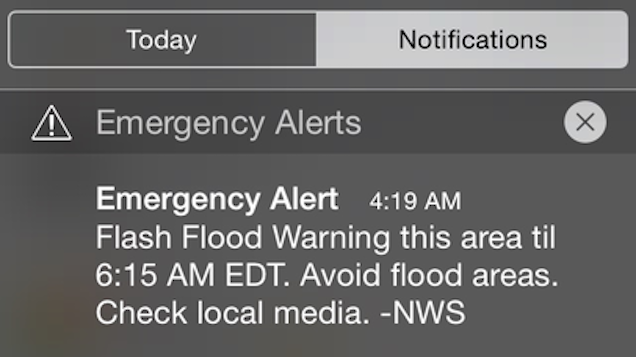 Today Notifications
Emergency Alerts
Emergency Alert 4:19 AM
Flash Flood Warning this area til
6:15 AM EDT. Avoid flood areas.
Check local media. -NWS